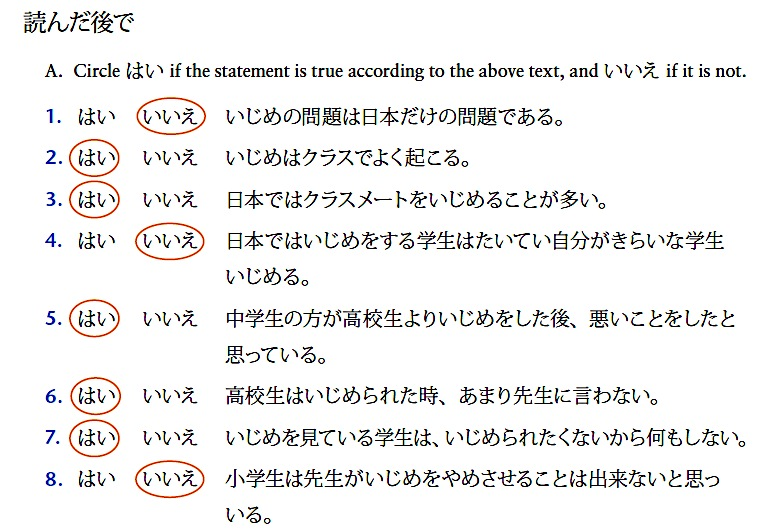 読んだ後で
A. Circle はい if the statement is true according to the above text, and いいえ if it is not.
1. はい いいえ いじめの問題は日本だけの問題である。
2. はい いいえ いじめはクラスでよく起こる。
3. はい いいえ 日本ではクラスメートをいじめることが多い。
4. はい いいえ 日本ではいじめをする学生はたいてい自分がきらいな学生
いじめる。
5. はい いいえ 中学生の方が高校生よりいじめをした後、悪いことをしたと
思っている。
6. はい いいえ 高校生はいじめられた時、あまり先生に言わない。
7. はい いいえ いじめを見ている学生は、いじめられたくないから何もしない。
8. はい いいえ 小学生は先生がいじめをやめさせることは出来ないと思っ
いる。